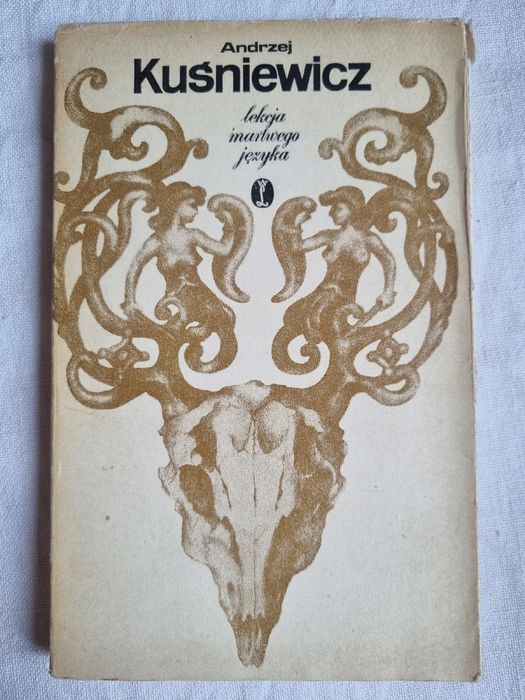 Andrzej
Kuśniewicz
lekcja
martwego
języka